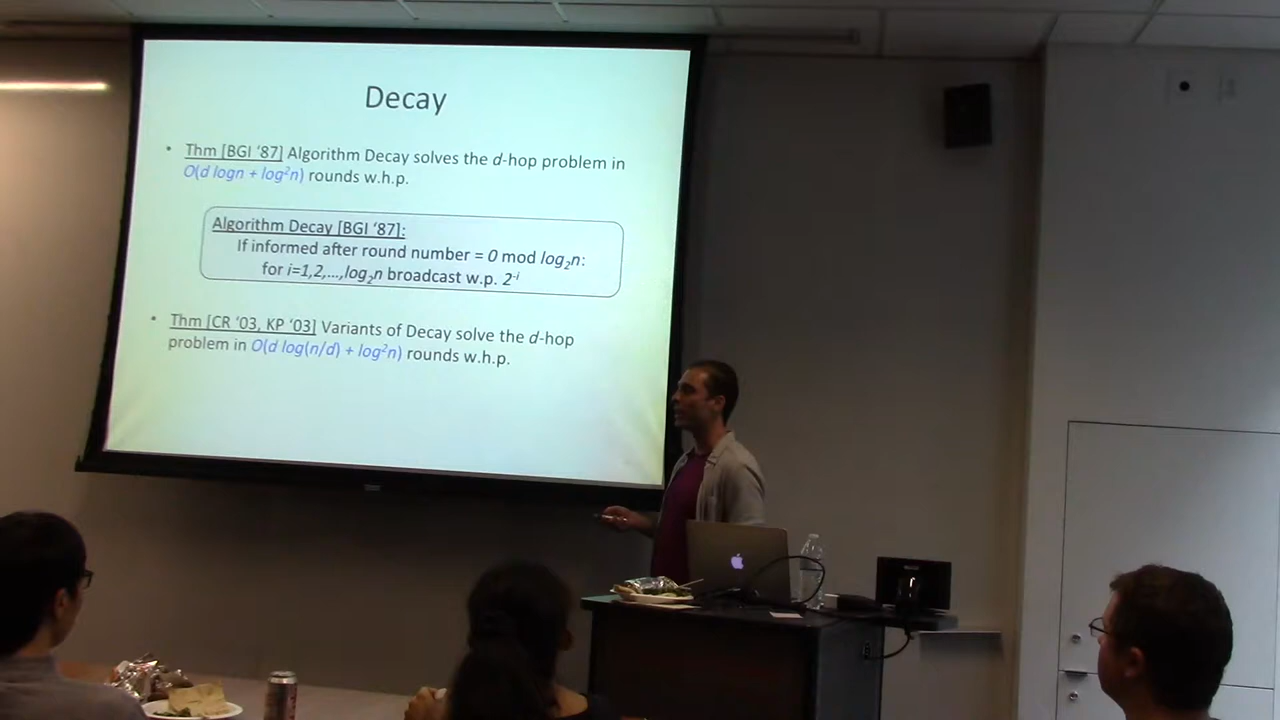 Decay
• Thm [BGI '87] Algorithm Decay solves the d-hop problem in
O(d logn + log²n) rounds w.h.p.
Algorithm Decay [BGI '87]:
If informed after round number = 0 mod log₂n:
for i=1,2,...,log₂n broadcast w.p. 2⁻ⁱ
• Thm [CR '03, KP '03] Variants of Decay solve the d-hop
problem in O(d log(n/d) + log²n) rounds w.h.p.